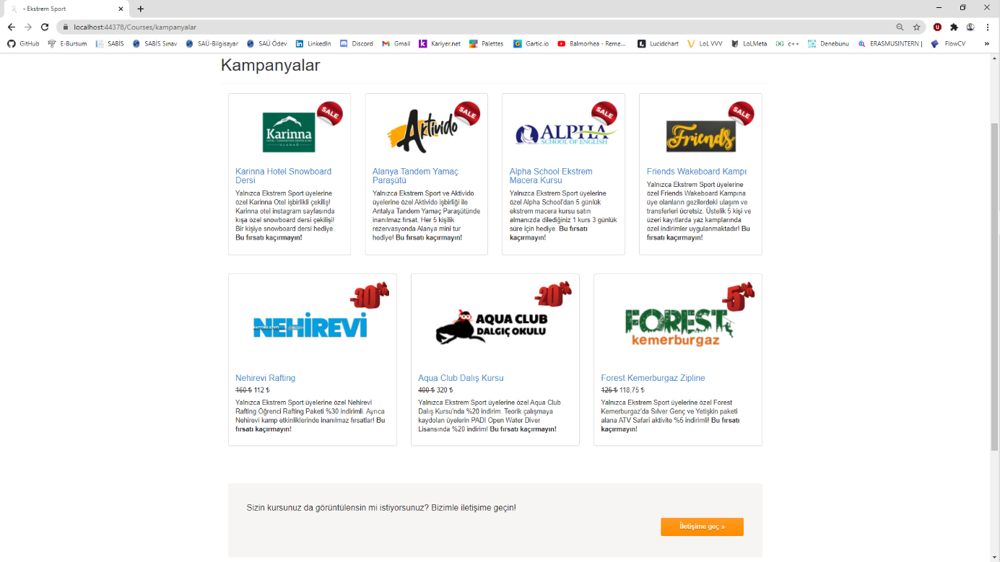 - Ekstrem Sport
localhost:44378/Courses/kampanyalar
GitHub E-Bursum SABİS SABİS Sınav SAÜ-Bilgisayar SAÜ Ödev LinkedIn Discord Gmail Kariyer.net Palettes Gartic.io Balmorhea - Reme... Lucidchart LoL VVV LoLMeta c++ Denebunu ERASMUSINTERN | FlowCV »
Kampanyalar
SALE
Karinna
ULUDAĞ
Karinna Hotel Snowboard
Dersi
Yalnızca Ekstrem Sport üyelerine
özel Karinna Otel işbirlikli çekiliş!
Karinna otel instagram sayfasında
kışa özel snowboard dersi çekilişi!
Bir kişiye snowboard dersi hediye.
Bu fırsatı kaçırmayın!
SALE
Aktivido
Alanya Tandem Yamaç
Paraşütü
Yalnızca Ekstrem Sport ve Aktivido
üyelerine özel Aktivido işbirliği ile
Antalya Tandem Yamaç Paraşütünde
inanılmaz fırsat. Her 5 kişilik
rezervasyonda Alanya mini tur
hediye! Bu fırsatı kaçırmayın!
SALE
ALPHA
SCHOOL OF ENGLISH
Alpha School Ekstrem
Macera Kursu
Yalnızca Ekstrem Sport üyelerine
özel Alpha School'dan 5 günlük
ekstrem macera kursu satın
almanızda dilediğiniz 1 kurs 3 günlük
süre için hediye. Bu fırsatı
kaçırmayın!
SALE
Friends
Friends Wakeboard Kampı
Yalnızca Ekstrem Sport üyelerine
özel Friends Wakeboard Kampına
üye olanların gezilerdeki ulaşım ve
transferleri ücretsiz. Üstelik 5 kişi ve
üzeri kayıtlarda yaz kamplarında
özel indirimler uygulanmaktadır! Bu
fırsatı kaçırmayın!
-30%
NEHİREVİ
Nehirevi Rafting
160 ₺ 112 ₺
Yalnızca Ekstrem Sport üyelerine özel Nehirevi
Rafting Öğrenci Rafting Paketi %30 indirimli. Ayrıca
Nehirevi kamp etkinliklerinde inanılmaz fırsatlar! Bu
fırsatı kaçırmayın!
-20%
AQUA CLUB
DALGIÇ OKULU
Aqua Club Dalış Kursu
400 ₺ 320 ₺
Yalnızca Ekstrem Sport üyelerine özel Aqua Club
Dalış Kursu'nda %20 indirim. Teorik çalışmaya
kaydolan üyelerin PADI Open Water Diver
Lisansında %20 indirim! Bu fırsatı kaçırmayın!
-5%
FOREST
kemerburgaz
Forest Kemerburgaz Zipline
125 ₺ 118,75 ₺
Yalnızca Ekstrem Sport üyelerine özel Forest
Kemerburgaz'da Sılver Genç ve Yetişkin paketi
alana ATV Safari aktivite %5 indirimli! Bu fırsatı
kaçırmayın!
Sizin kursunuz da görüntülensin mi istiyorsunuz? Bizimle iletişime geçin!
İletişime geç »